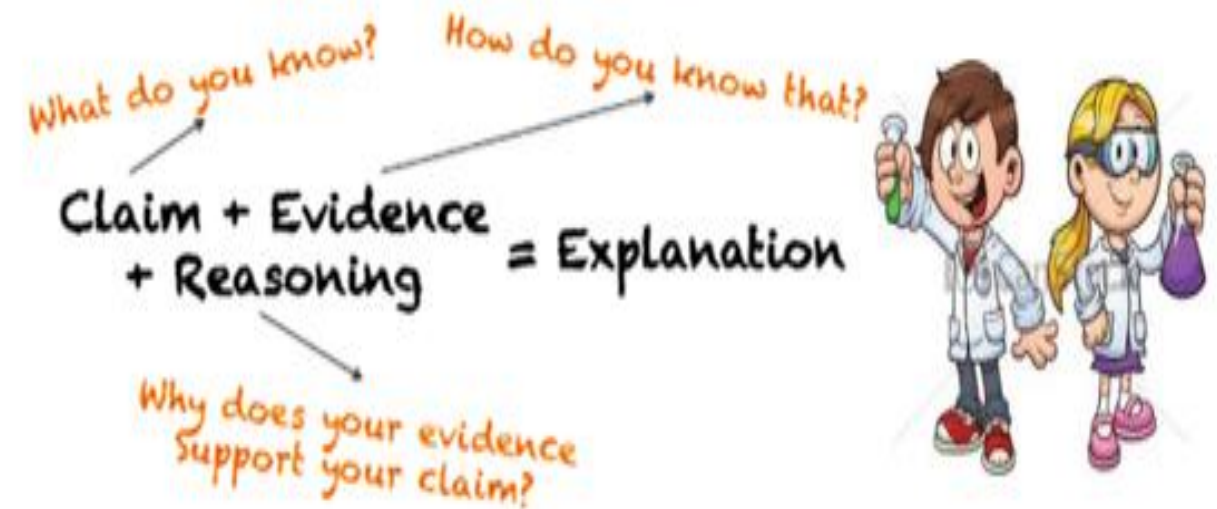 What do you know?
How do you know that?
Claim + Evidence
+ Reasoning
= Explanation
Why does your evidence
Support your claim?